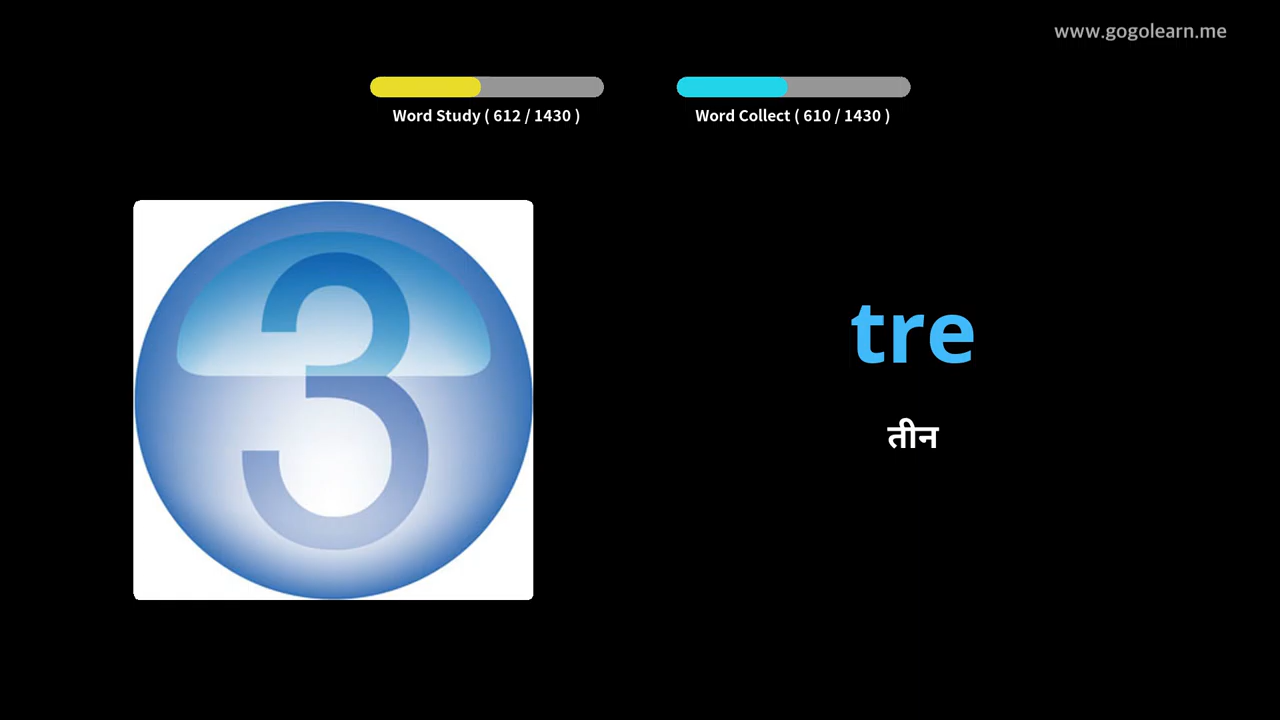 www.gogolearn.me
Word Study ( 612 / 1430 )
Word Collect ( 610 / 1430 )
3
tre
तीन